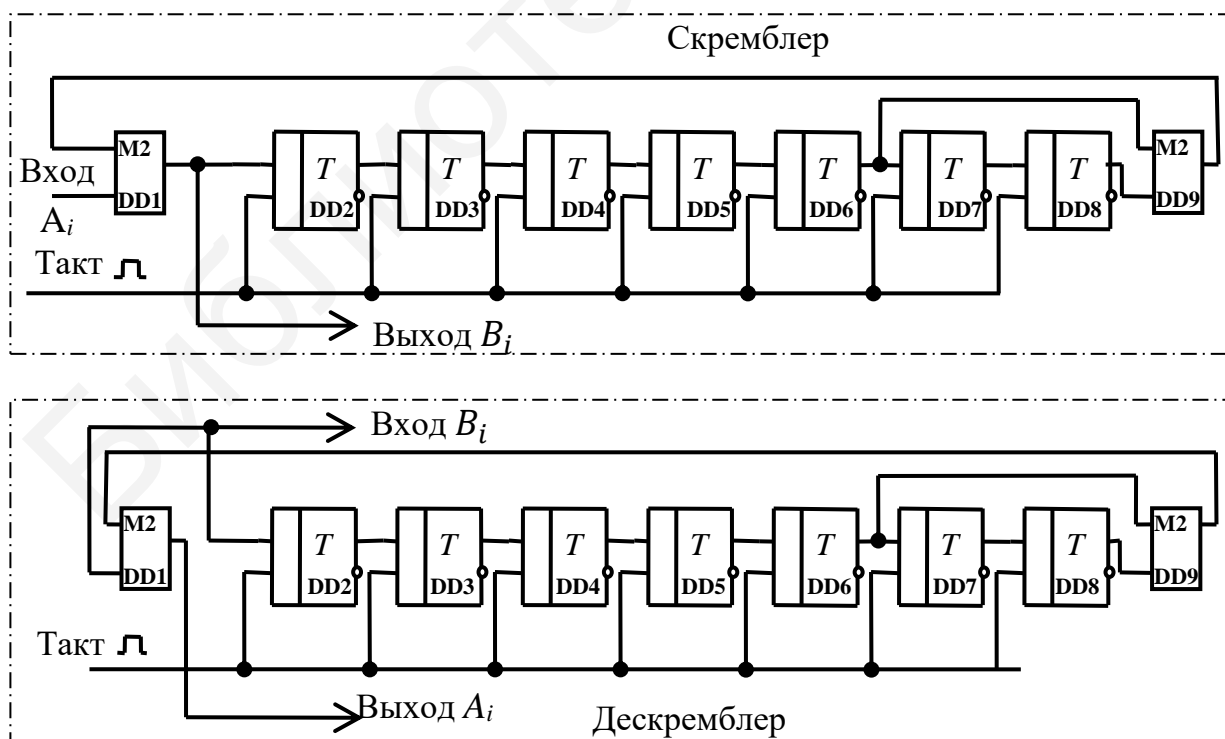 Скремблер
M2
DD1
Вход
Ai
T
DD2
T
DD3
T
DD4
T
DD5
T
DD6
T
DD7
T
DD8
M2
DD9
Такт
Выход Bi
Вход Bi
M2
DD1
T
DD2
T
DD3
T
DD4
T
DD5
T
DD6
T
DD7
T
DD8
M2
DD9
Такт
Выход Ai
Дескремблер
Библиоте